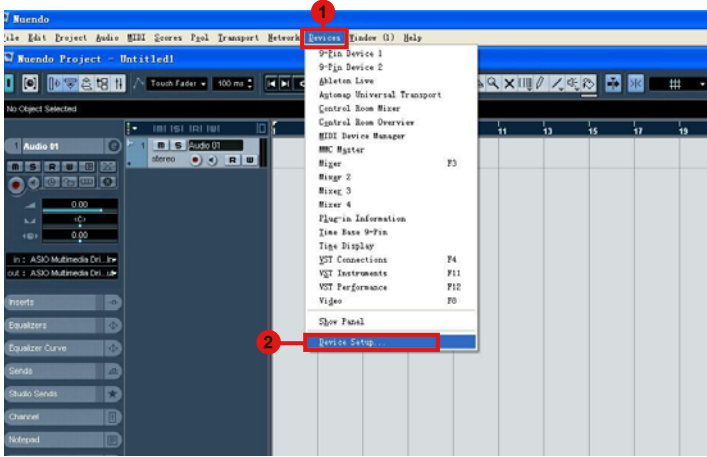 1
Nuendo
File Edit Project Audio MIDI Scores Pool Transport Network Devices Window (1) Help
Nuendo Project - Untitled1
Touch Fader
100 ms
No Object Selected
Audio 01
0.00
C
0.00
in : ASIO Multimedia Dri...
out : ASIO Multimedia Dri...
Inserts
Equalizers
Equalizer Curve
Sends
Studio Sends
Channel
Notepad
1
m S Audio 01
stereo R W
9-Pin Device 1
9-Pin Device 2
Ableton Live
Automap Universal Transport
Control Room Mixer
Control Room Overview
MIDI Device Manager
MMC Master
Mixer F3
Mixer 2
Mixer 3
Mixer 4
Plug-in Information
Time Base 9-Pin
Time Display
VST Connections F4
VST Instruments F11
VST Performance F12
Video F8
Show Panel
2
Device Setup...
11 13 15 17 19